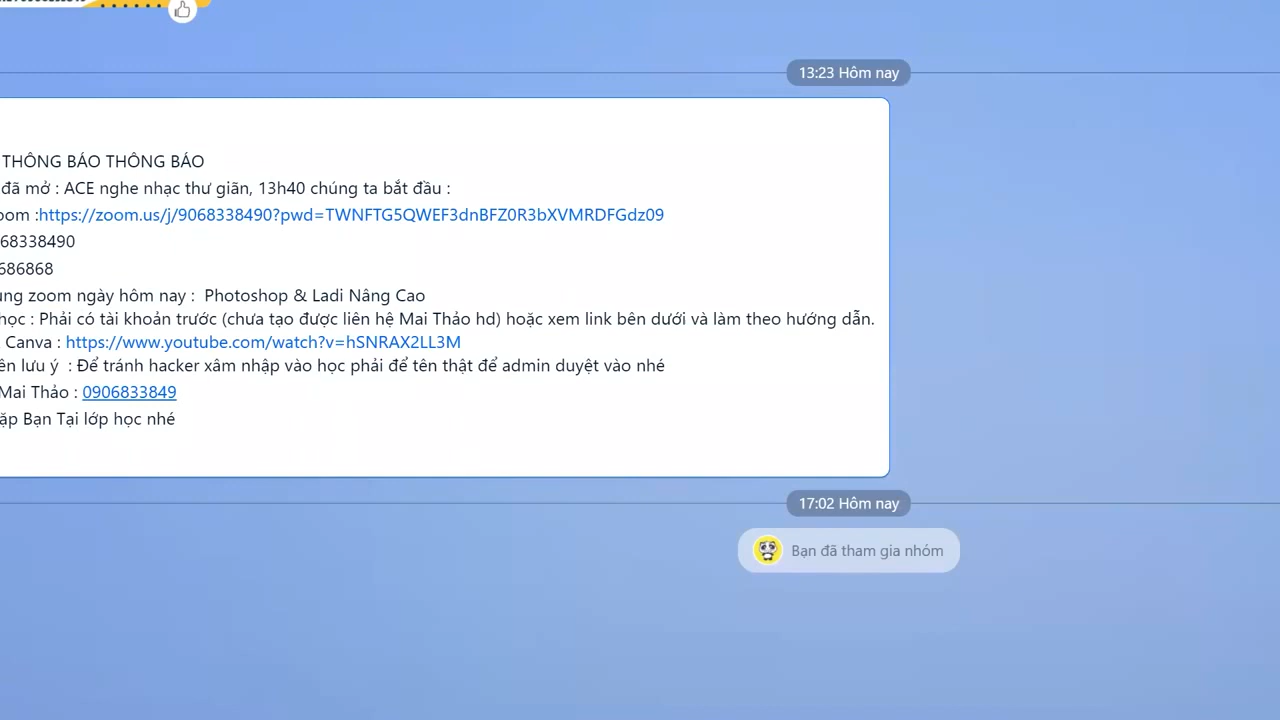 13:23 Hôm nay
THÔNG BÁO THÔNG BÁO
đã mở : ACE nghe nhạc thư giãn, 13h40 chúng ta bắt đầu :
oom :https://zoom.us/j/9068338490?pwd=TWNFTG5QWEF3dnBFZ0R3bXVMRDFGdz09
68338490
686868
ung zoom ngày hôm nay : Photoshop & Ladi Nâng Cao
học : Phải có tài khoản trước (chưa tạo được liên hệ Mai Thảo hd) hoặc xem link bên dưới và làm theo hướng dẫn.
Canva : https://www.youtube.com/watch?v=hSNRAX2LL3M
ên lưu ý : Để tránh hacker xâm nhập vào học phải để tên thật để admin duyệt vào nhé
Mai Thảo : 0906833849
ặp Bạn Tại lớp học nhé
17:02 Hôm nay
Bạn đã tham gia nhóm